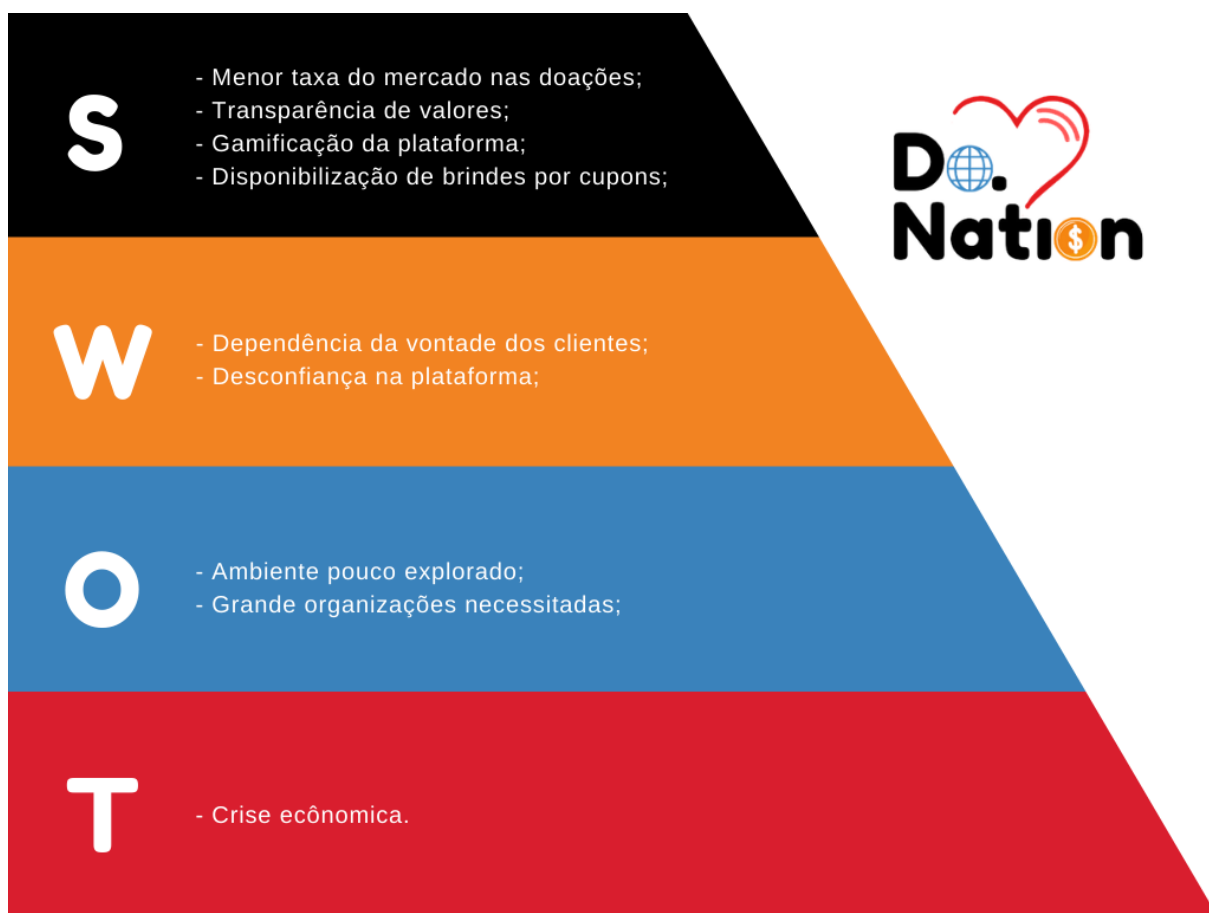 S
- Menor taxa do mercado nas doações;
- Transparência de valores;
- Gamificação da plataforma;
- Disponibilização de brindes por cupons;
Do.
Nation
W
- Dependência da vontade dos clientes;
- Desconfiança na plataforma;
O
- Ambiente pouco explorado;
- Grande organizações necessitadas;
T
- Crise ecônomica.